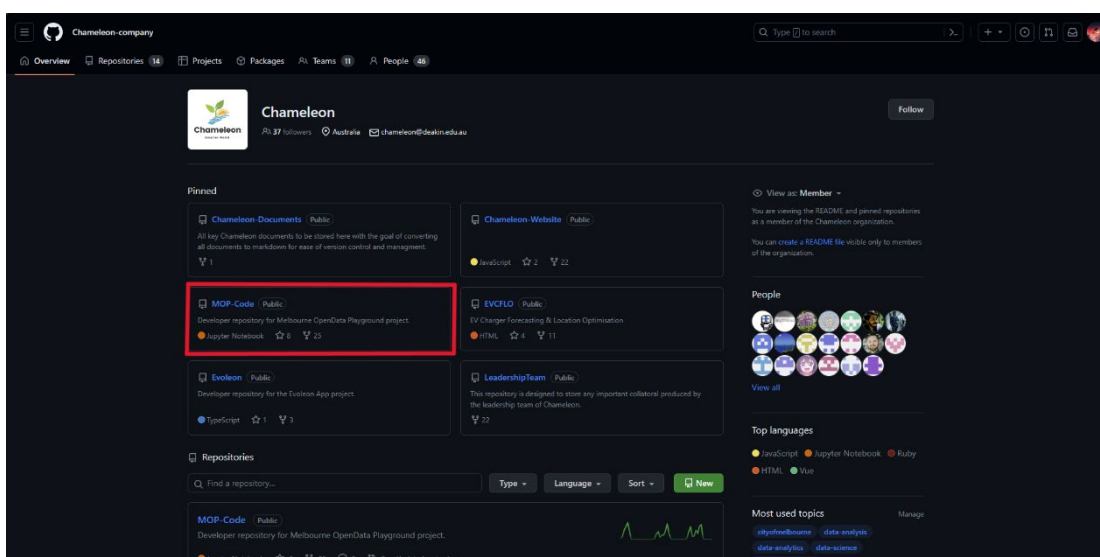 Chameleon-company
Type / to search
Overview
Repositories 14
Projects
Packages
Teams 11
People 46
Chameleon
Chameleon
37 followers
Australia
chameleon@deakin.edu.au
Follow
Pinned
Chameleon-Documents Public
All key Chameleon documents to be stored here with the goal of converting
all documents to markdown for ease of version control and managment.
1
Chameleon-Website Public
JavaScript 2 22
MOP-Code Public
Developer repository for Melbourne OpenData Playground project.
Jupyter Notebook 8 25
EVCFLO Public
EV Charger Forecasting & Location Optimisation
HTML 4 11
Evoleon Public
Developer repository for the Evoleon App project.
TypeScript 1 3
LeadershipTeam Public
This repository is designed to store any important collateral produced by
the leadership team of Chameleon.
22
Repositories
Find a repository...
Type
Language
Sort
New
MOP-Code Public
Developer repository for Melbourne OpenData Playground project.
View as: Member
You are viewing the README and pinned repositories
as a member of the Chameleon organization.
You can create a README file visible only to members
of the organization.
People
View all
Top languages
JavaScript Jupyter Notebook Ruby
HTML Vue
Most used topics
Manage
cityofmelbourne data-analysis
data-analytics data-science